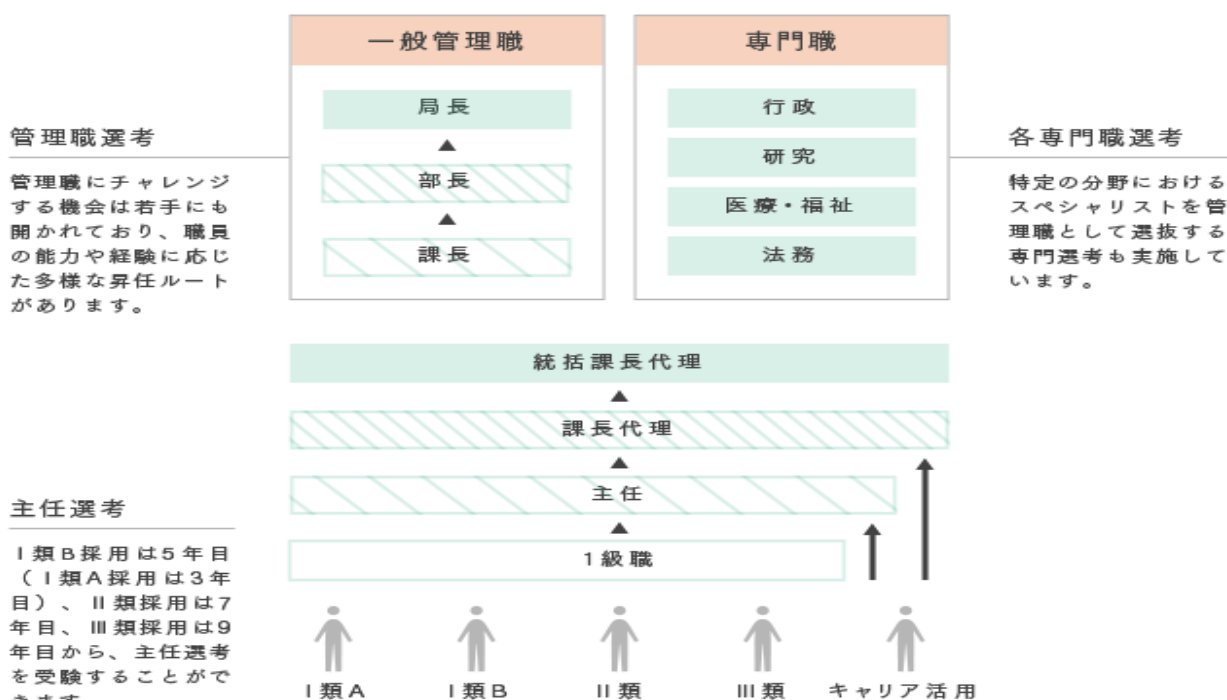 一般管理職
専門職
局長
部長
課長
行政
研究
医療・福祉
法務
管理職選考
管理職にチャレンジ
する機会は若手にも
開かれており、職員
の能力や経験に応じ
た多様な昇任ルート
があります。
各専門職選考
特定の分野における
スペシャリストを管
理職として選抜する
専門選考も実施して
います。
統括課長代理
課長代理
主任
1級職
主任選考
I類B採用は5年目
（I類A採用は3年
目）、II類採用は7
年目、III類採用は9
年目から、主任選考
を受験することがで
きます
I類A
I類B
II類
III類
キャリア活用